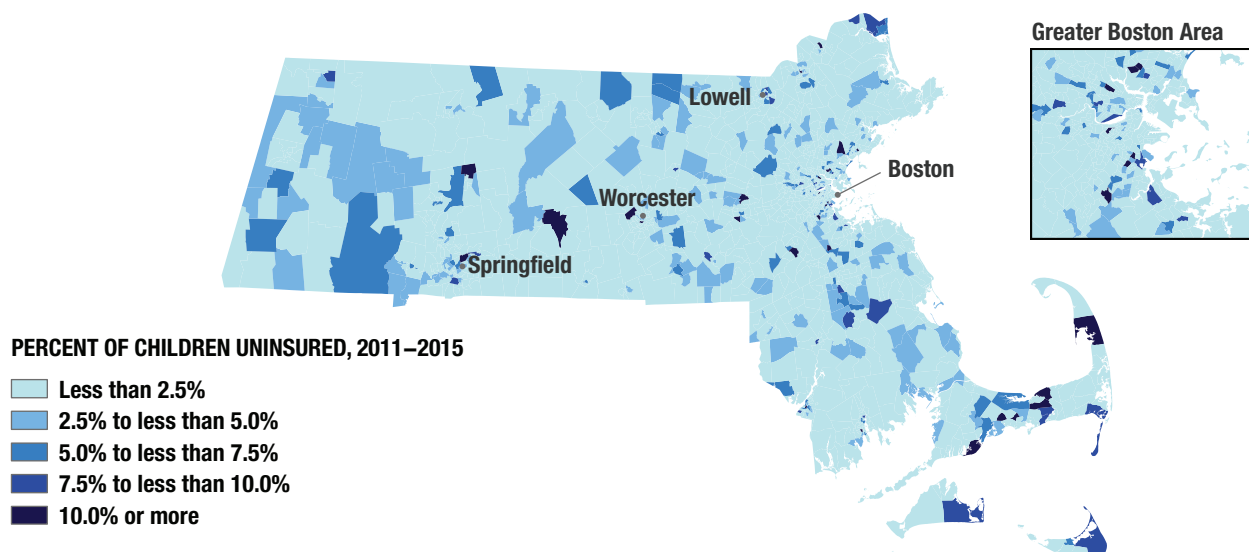 Greater Boston Area
Lowell
Boston
Worcester
Springfield
PERCENT OF CHILDREN UNINSURED, 2011–2015
Less than 2.5%
2.5% to less than 5.0%
5.0% to less than 7.5%
7.5% to less than 10.0%
10.0% or more